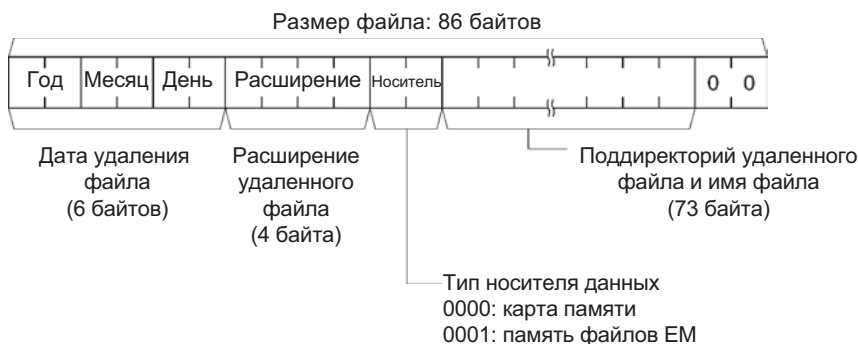 Размер файла: 86 байтов
Год Месяц День Расширение Носитель 0 0
Дата удаления
файла
(6 байтов)
Расширение
удаленного
файла
(4 байта)
Поддиректорий удаленного
файла и имя файла
(73 байта)
Тип носителя данных
0000: карта памяти
0001: память файлов EM